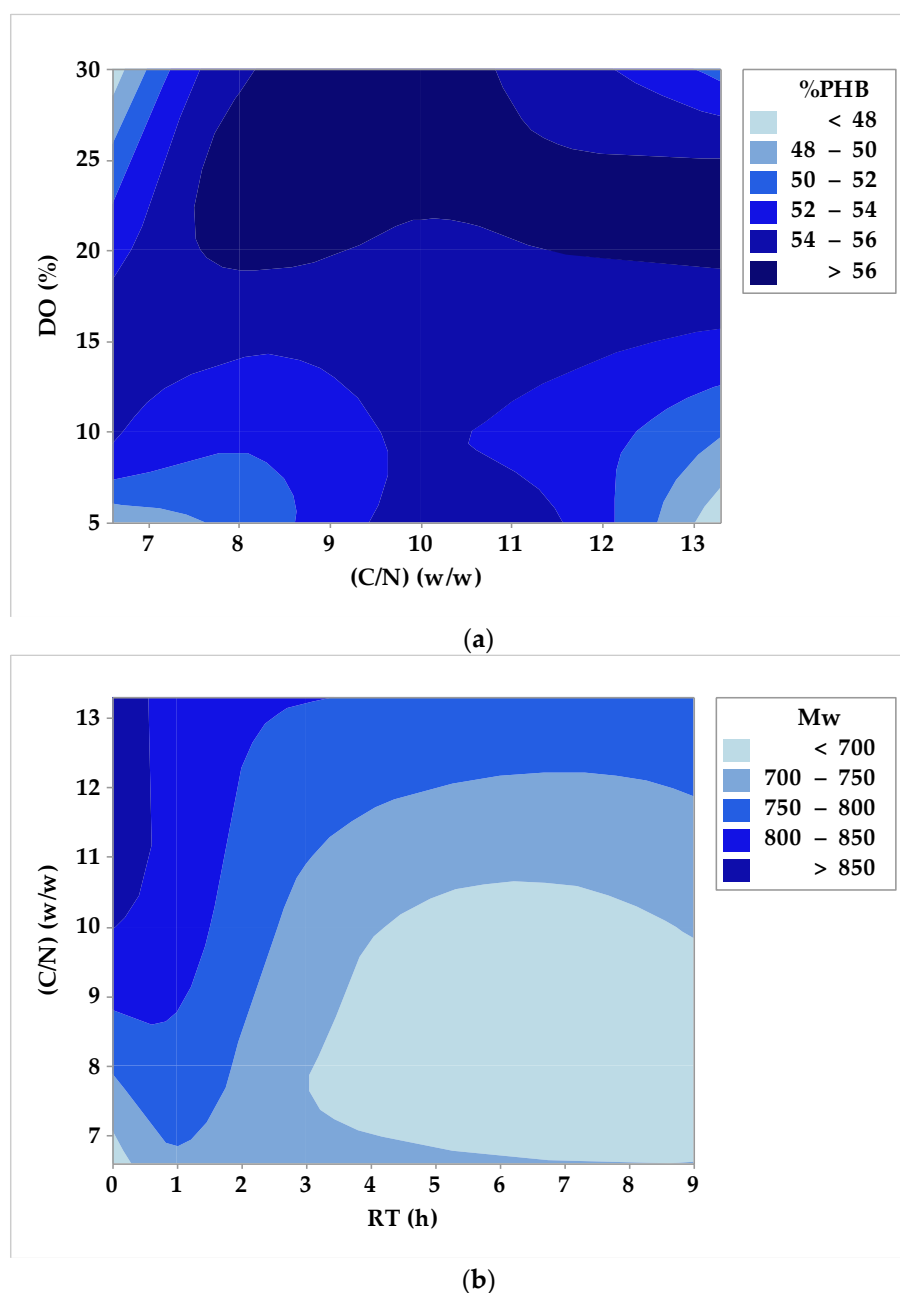 %PHB
< 48
48 – 50
50 – 52
52 – 54
54 – 56
> 56
30
25
20
15
10
5
DO (%)
7 8 9 10 11 12 13
(C/N) (w/w)
(a)
Mw
< 700
700 – 750
750 – 800
800 – 850
> 850
13
12
11
10
9
8
7
(C/N) (w/w)
0 1 2 3 4 5 6 7 8 9
RT (h)
(b)